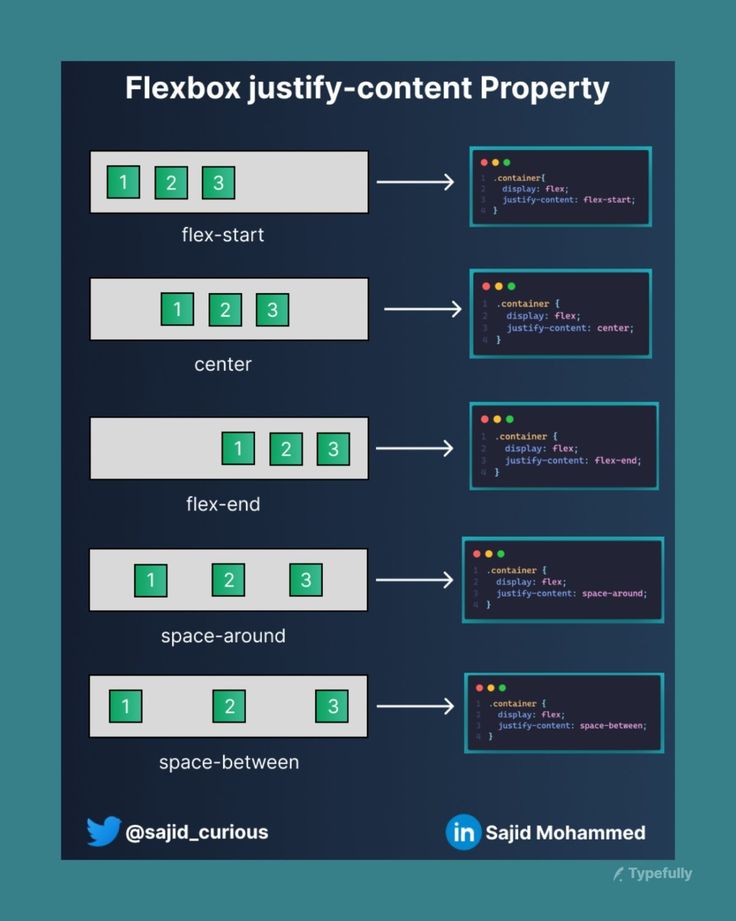 Flexbox justify-content Property
1 2 3
flex-start
1 .container{
2 display: flex;
3 justify-content: flex-start;
4 }
1 2 3
center
1 .container {
2 display: flex;
3 justify-content: center;
4 }
1 2 3
flex-end
1 .container {
2 display: flex;
3 justify-content: flex-end;
4 }
1 2 3
space-around
1 .container {
2 display: flex;
3 justify-content: space-around;
4 }
1 2 3
space-between
1 .container {
2 display: flex;
3 justify-content: space-between;
4 }
@sajid_curious
in Sajid Mohammed
Typefully